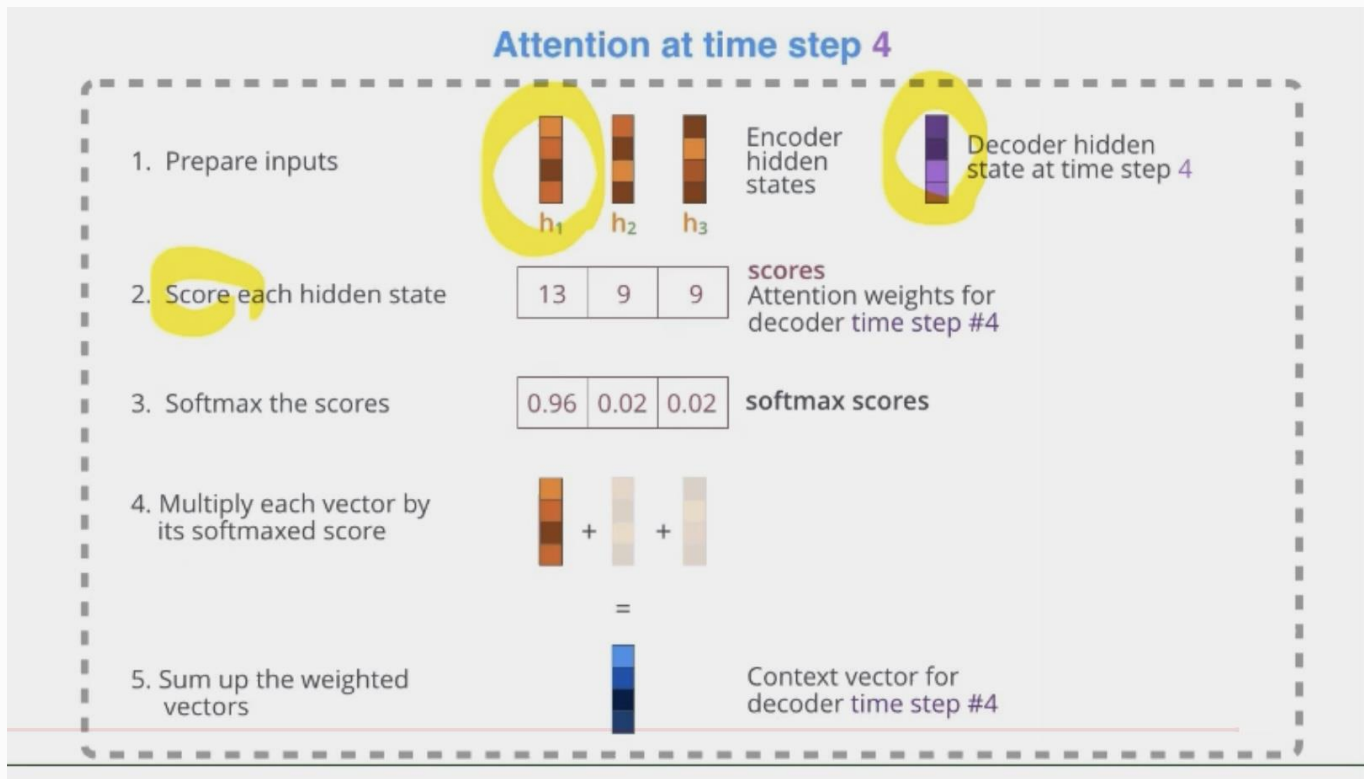 Attention at time step 4
1. Prepare inputs
h1 h2 h3
Encoder
hidden
states
Decoder hidden
state at time step 4
2. Score each hidden state
13 9 9
scores
Attention weights for
decoder time step #4
3. Softmax the scores
0.96 0.02 0.02
softmax scores
4. Multiply each vector by
its softmaxed score
+ +
=
5. Sum up the weighted
vectors
Context vector for
decoder time step #4